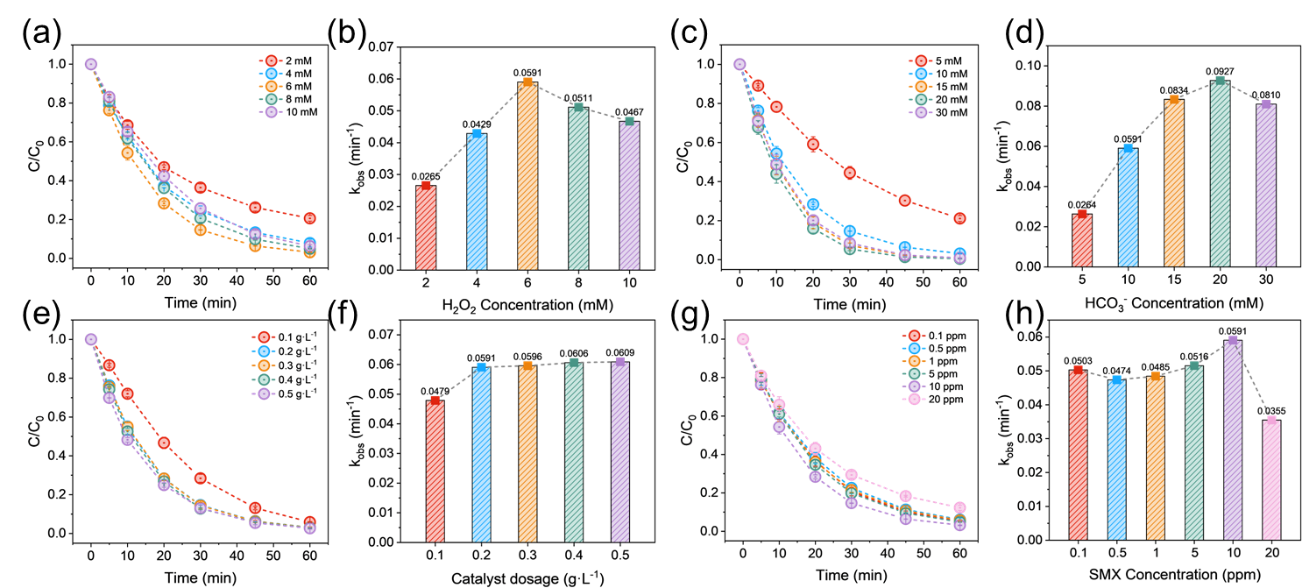 (a)
C/C0
1.0
0.8
0.6
0.4
0.2
0.0
2 mM
4 mM
6 mM
8 mM
10 mM
0 10 20 30 40 50 60
Time (min)
(b)
kobs (min⁻¹)
0.07
0.06
0.05
0.04
0.03
0.02
0.01
0.00
0.0265
0.0429
0.0591
0.0511
0.0467
2 4 6 8 10
H₂O₂ Concentration (mM)
(c)
C/C₀
1.0
0.8
0.6
0.4
0.2
0.0
5 mM
10 mM
15 mM
20 mM
30 mM
0 10 20 30 40 50 60
Time (min)
(d)
kobs (min⁻¹)
0.10
0.08
0.06
0.04
0.02
0.00
0.0264
0.0591
0.0834
0.0927
0.0810
5 10 15 20 30
HCO₃⁻ Concentration (mM)
(e)
C/C₀
1.0
0.8
0.6
0.4
0.2
0.0
0.1 g·L⁻¹
0.2 g·L⁻¹
0.3 g·L⁻¹
0.4 g·L⁻¹
0.5 g·L⁻¹
0 10 20 30 40 50 60
Time (min)
(f)
kobs (min⁻¹)
0.07
0.06
0.05
0.04
0.03
0.02
0.01
0.00
0.0479
0.0591
0.0596
0.0606
0.0609
0.1 0.2 0.3 0.4 0.5
Catalyst dosage (g·L⁻¹)
(g)
C/C₀
1.0
0.8
0.6
0.4
0.2
0.0
0.1 ppm
0.5 ppm
1 ppm
5 ppm
10 ppm
20 ppm
0 10 20 30 40 50 60
Time (min)
(h)
kobs (min⁻¹)
0.06
0.05
0.04
0.03
0.02
0.01
0.00
0.0503
0.0474
0.0485
0.0516
0.0591
0.0355
0.1 0.5 1 5 10 20
SMX Concentration (ppm)